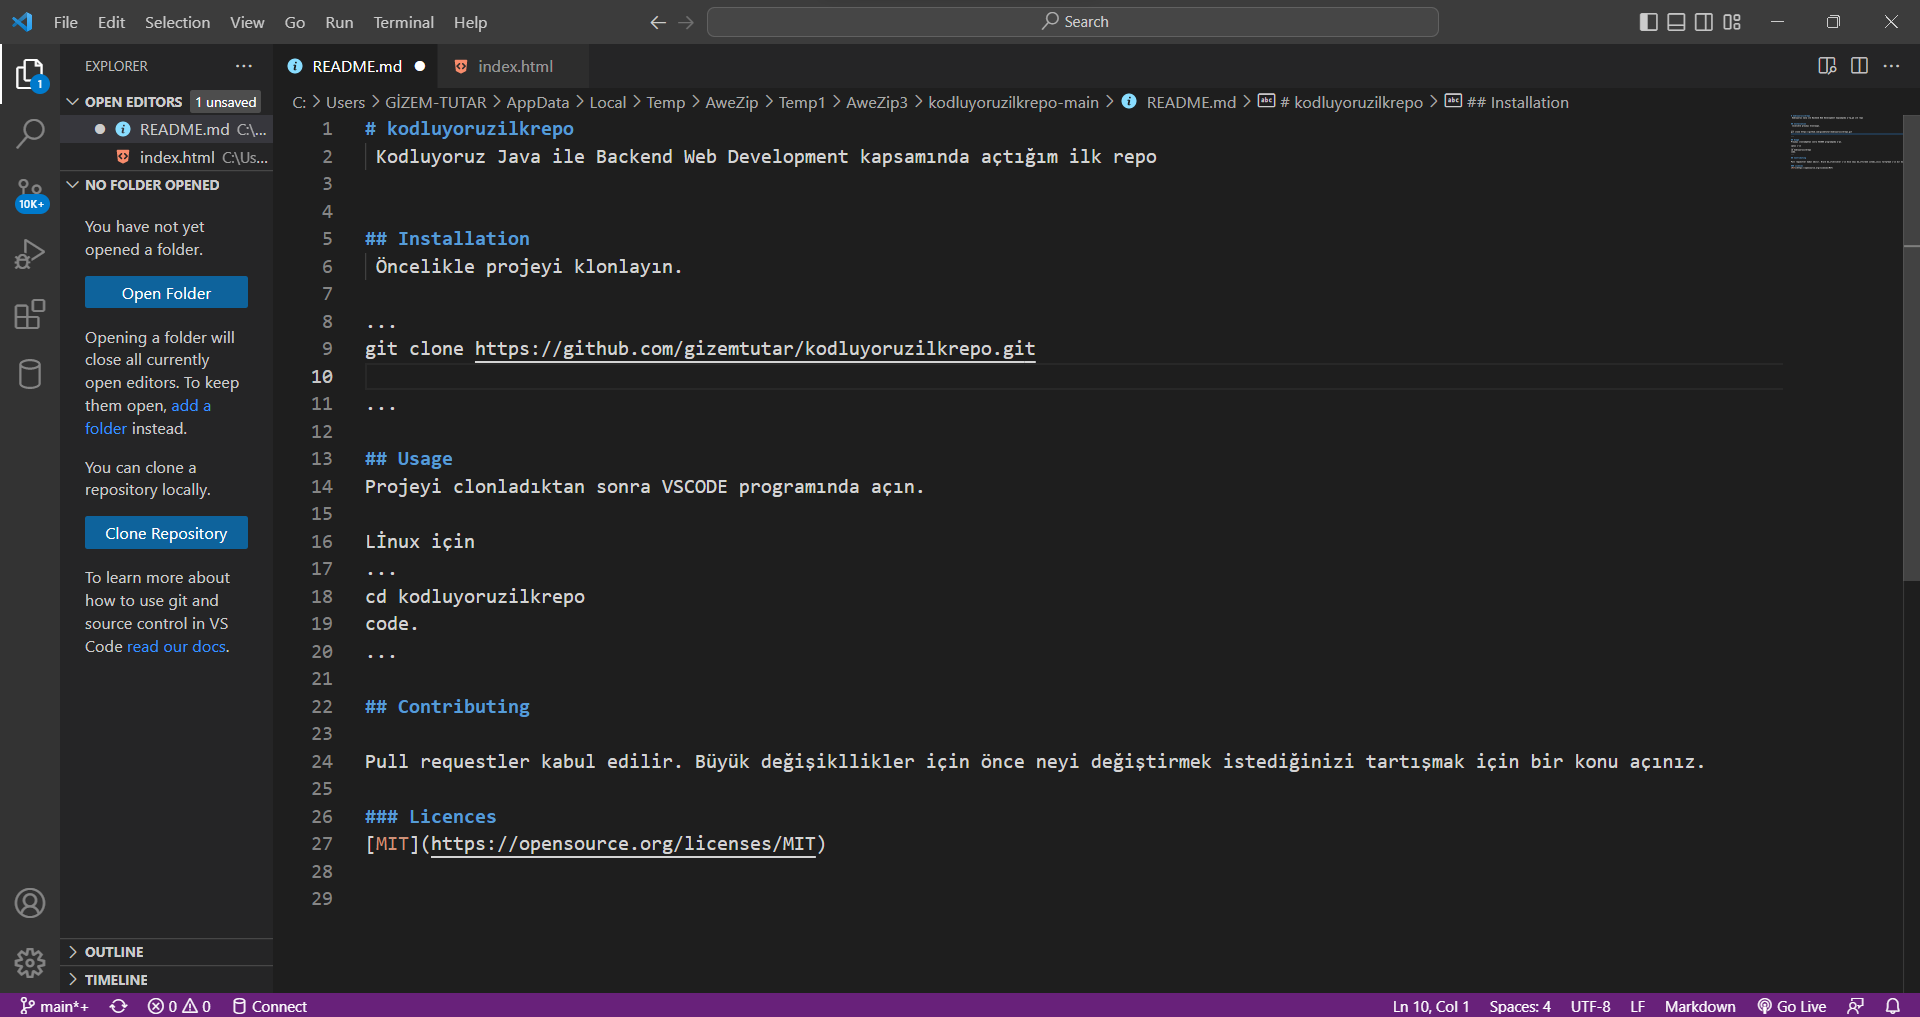 File Edit Selection View Go Run Terminal Help
Search
EXPLORER
OPEN EDITORS 1 unsaved
README.md C:\...
index.html C:\Us...
NO FOLDER OPENED
You have not yet
opened a folder.
Open Folder
Opening a folder will
close all currently
open editors. To keep
them open, add a
folder instead.
You can clone a
repository locally.
Clone Repository
To learn more about
how to use git and
source control in VS
Code read our docs.
OUTLINE
TIMELINE
1
10K+
README.md index.html
C: > Users > GİZEM-TUTAR > AppData > Local > Temp > AweZip > Temp1 > AweZip3 > kodluyoruzilkrepo-main > README.md > # kodluyoruzilkrepo > ## Installation
1 # kodluyoruzilkrepo
2 Kodluyoruz Java ile Backend Web Development kapsamında açtığım ilk repo
3
4
5 ## Installation
6 Öncelikle projeyi klonlayın.
7
8 ...
9 git clone https://github.com/gizemtutar/kodluyoruzilkrepo.git
10
11 ...
12
13 ## Usage
14 Projeyi clonladıktan sonra VSCODE programında açın.
15
16 Lİnux için
17 ...
18 cd kodluyoruzilkrepo
19 code.
20 ...
21
22 ## Contributing
23
24 Pull requestler kabul edilir. Büyük değişikllikler için önce neyi değiştirmek istediğinizi tartışmak için bir konu açınız.
25
26 ### Licences
27 [MIT](https://opensource.org/licenses/MIT)
28
29
main*+ 0 0 Connect Ln 10, Col 1 Spaces: 4 UTF-8 LF Markdown Go Live